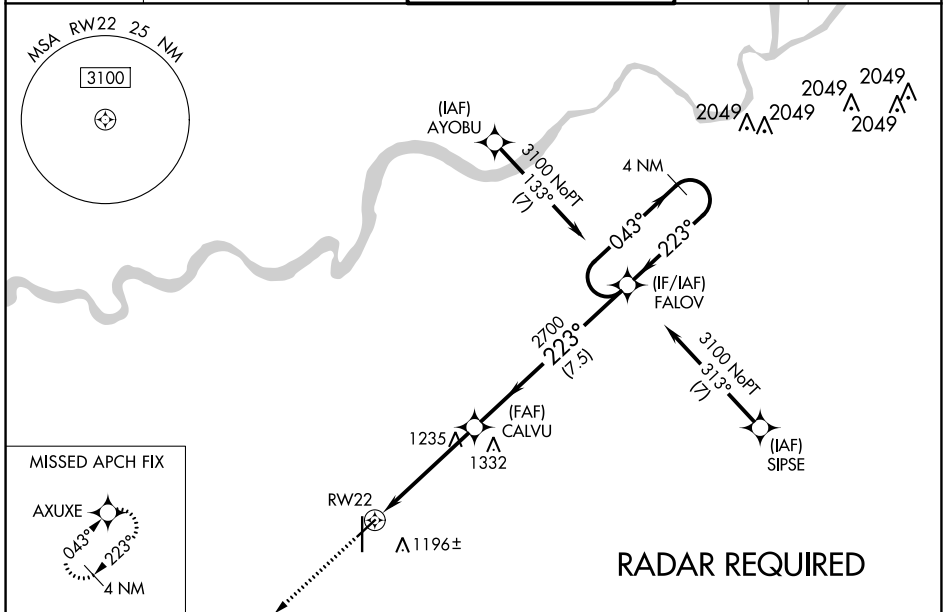 MSA RW22 25 NM
3100
(IAF)
AYOBU
3100 NoPT
133°
(7)
4 NM
043°
223°
(IF/IAF)
FALOV
2049
2049
2049
2049
2049
2700
223°
(7.5)
3100 NoPT
313°
(7)
(IAF)
SIPSE
(FAF)
CALVU
1235
1332
RW22
1196±
MISSED APCH FIX
AXUXE
043°
223°
4 NM
RADAR REQUIRED